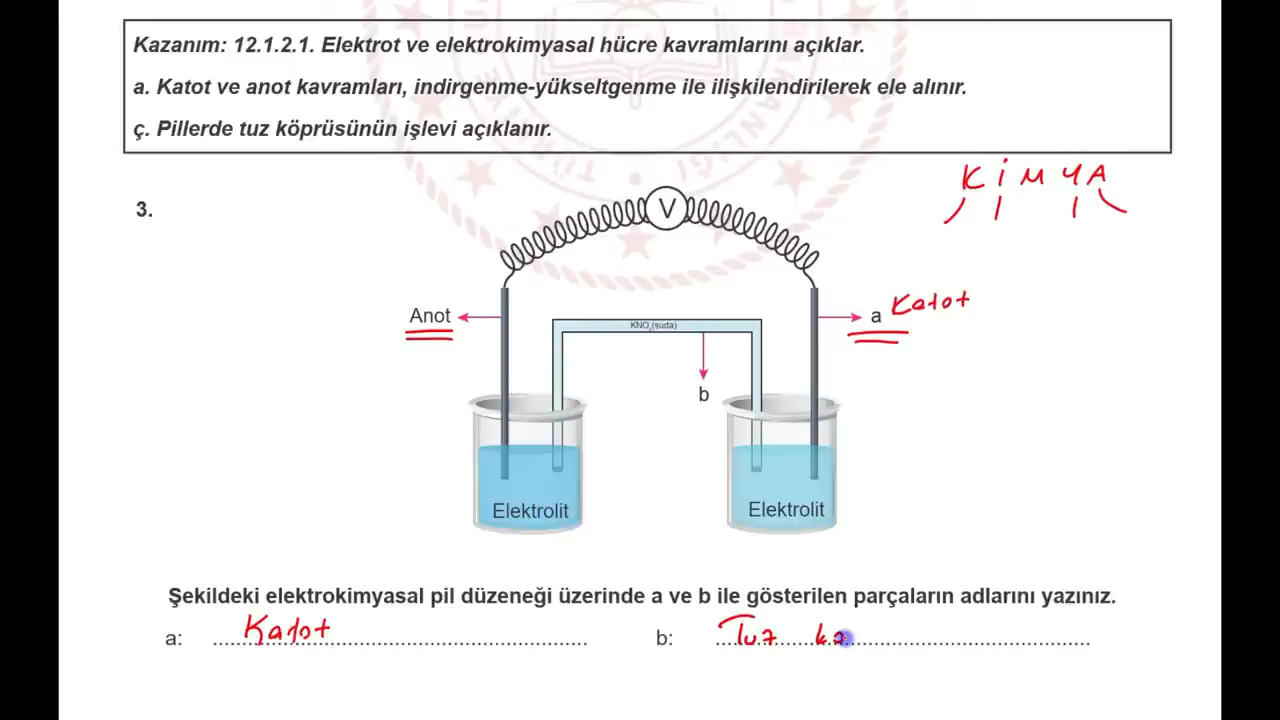 Kazanım: 12.1.2.1. Elektrot ve elektrokimyasal hücre kavramlarını açıklar.
a. Katot ve anot kavramları, indirgenme-yükseltgenme ile ilişkilendirilerek ele alınır.
ç. Pillerde tuz köprüsünün işlevi açıklanır.
KİMYA
3.
V
Anot
KNO3(suda)
a Katot
b
Elektrolit
Elektrolit
Şekildeki elektrokimyasal pil düzeneği üzerinde a ve b ile gösterilen parçaların adlarını yazınız.
a: Katot
b: Tuz